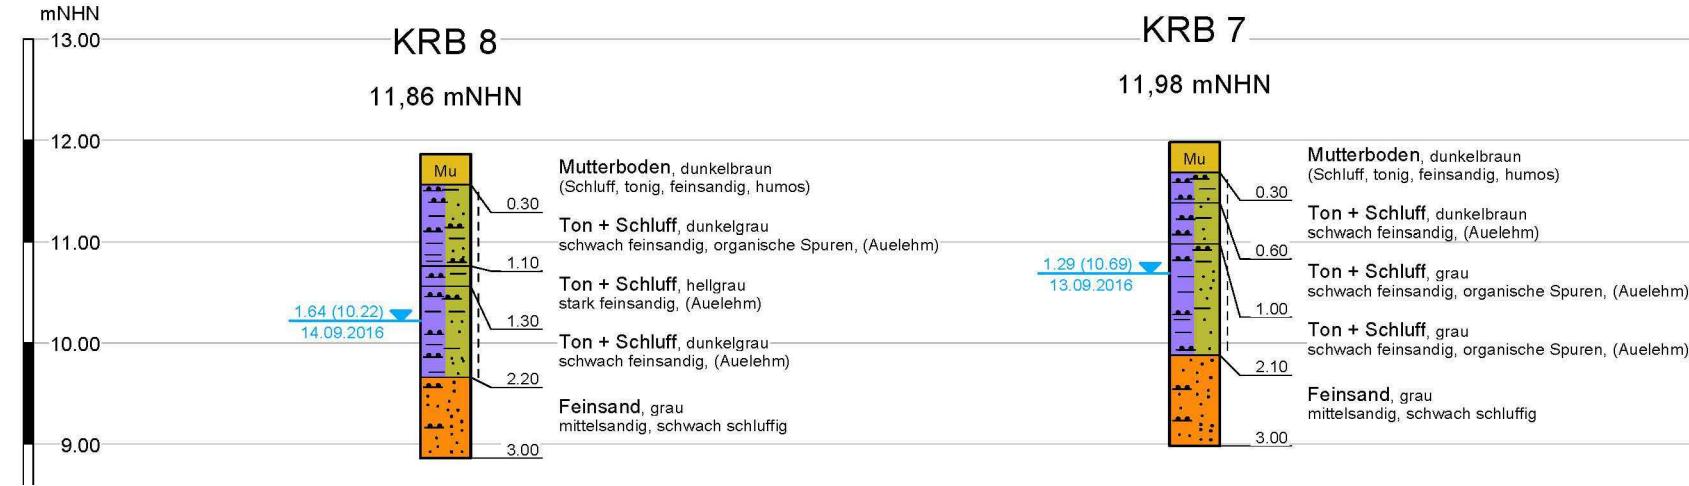 mNHN
13.00
12.00
11.00
10.00
9.00
KRB 8
11,86 mNHN
Mu
Mutterboden, dunkelbraun
(Schluff, tonig, feinsandig, humos)
0.30
Ton + Schluff, dunkelgrau
schwach feinsandig, organische Spuren, (Auelehm)
1.10
Ton + Schluff, hellgrau
stark feinsandig, (Auelehm)
1.30
1.64 (10.22)
14.09.2016
Ton + Schluff, dunkelgrau
schwach feinsandig, (Auelehm)
2.20
Feinsand, grau
mittelsandig, schwach schluffig
3.00
KRB 7
11,98 mNHN
Mu
Mutterboden, dunkelbraun
(Schluff, tonig, feinsandig, humos)
0.30
Ton + Schluff, dunkelbraun
schwach feinsandig, (Auelehm)
0.60
1.29 (10.69)
13.09.2016
Ton + Schluff, grau
schwach feinsandig, organische Spuren, (Auelehm)
1.00
Ton + Schluff, grau
schwach feinsandig, organische Spuren, (Auelehm)
2.10
Feinsand, grau
mittelsandig, schwach schluffig
3.00